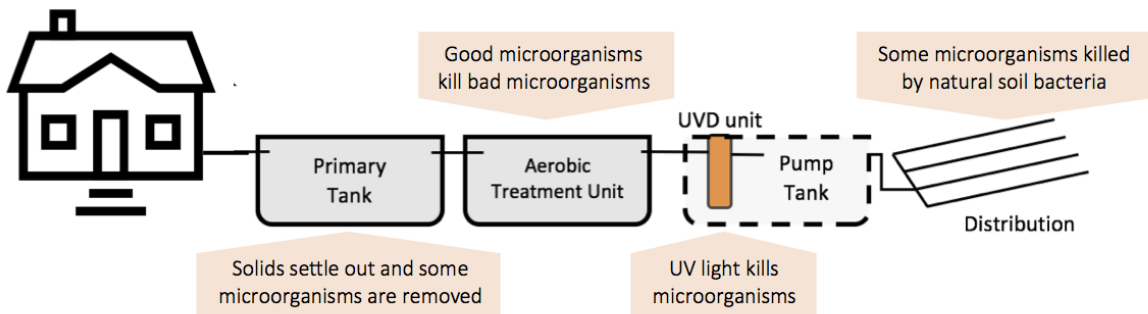 Good microorganisms
kill bad microorganisms
Some microorganisms killed
by natural soil bacteria
UVD unit
Primary
Tank
Aerobic
Treatment Unit
Pump
Tank
Distribution
Solids settle out and some
microorganisms are removed
UV light kills
microorganisms